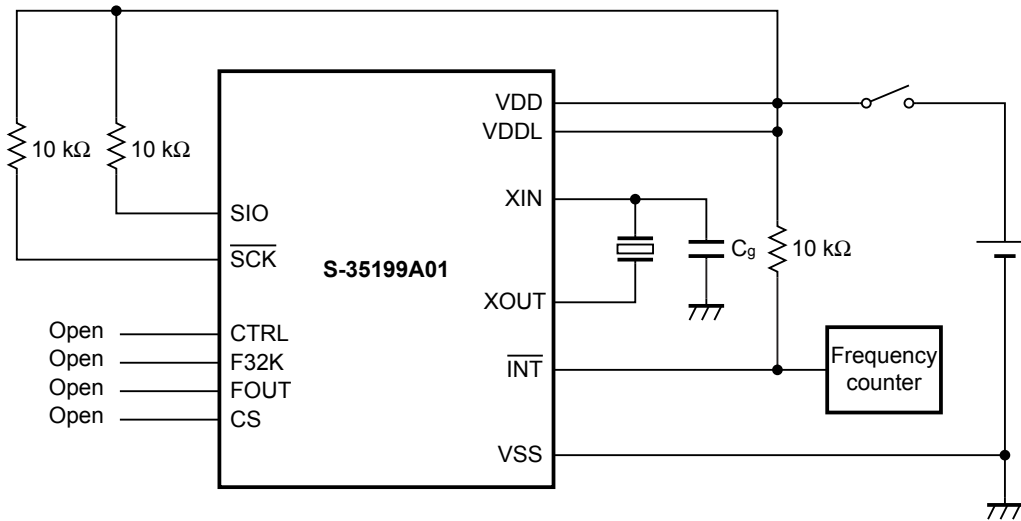 VDD
VDDL
10 kΩ
10 kΩ
XIN
SIO
Cg
10 kΩ
SCK
S-35199A01
XOUT
Open
CTRL
Open
F32K
INT
Frequency
counter
Open
FOUT
Open
CS
VSS